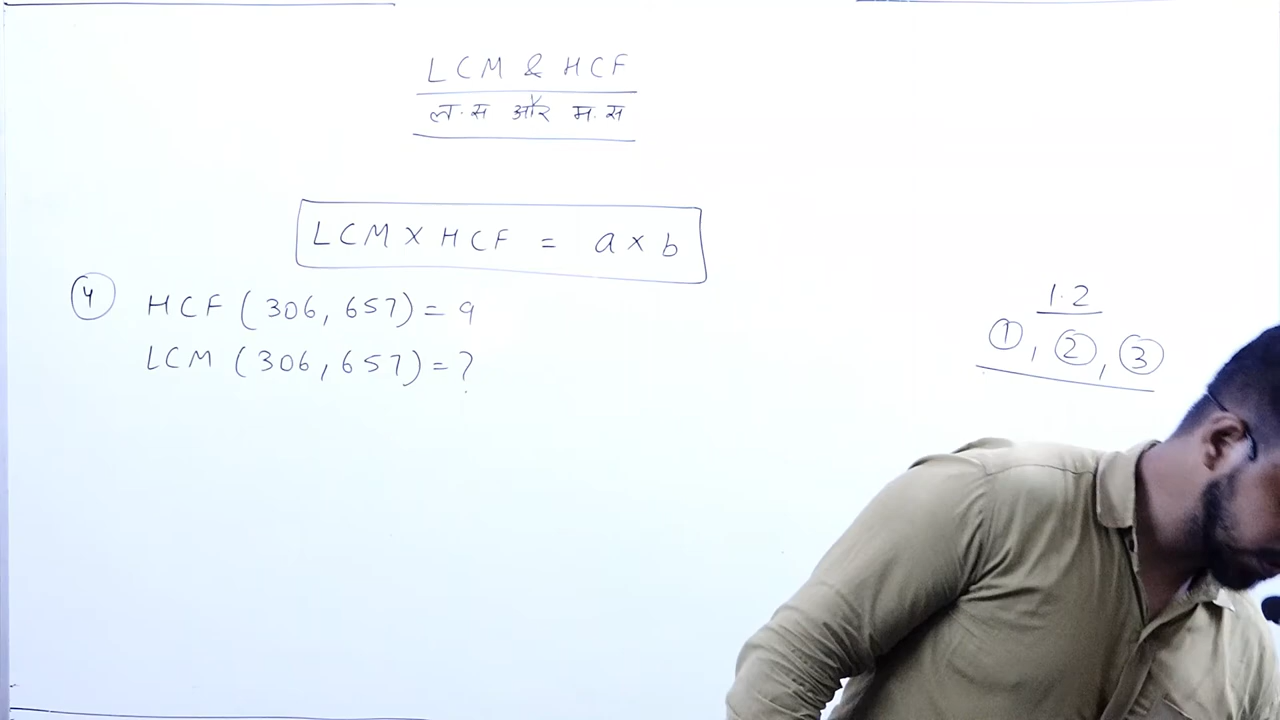 LCM & HCF
ल.स और म.स
LCM × HCF = a × b
4 HCF (306, 657) = 9
LCM (306, 657) = ?
1.2
1, 2, 3